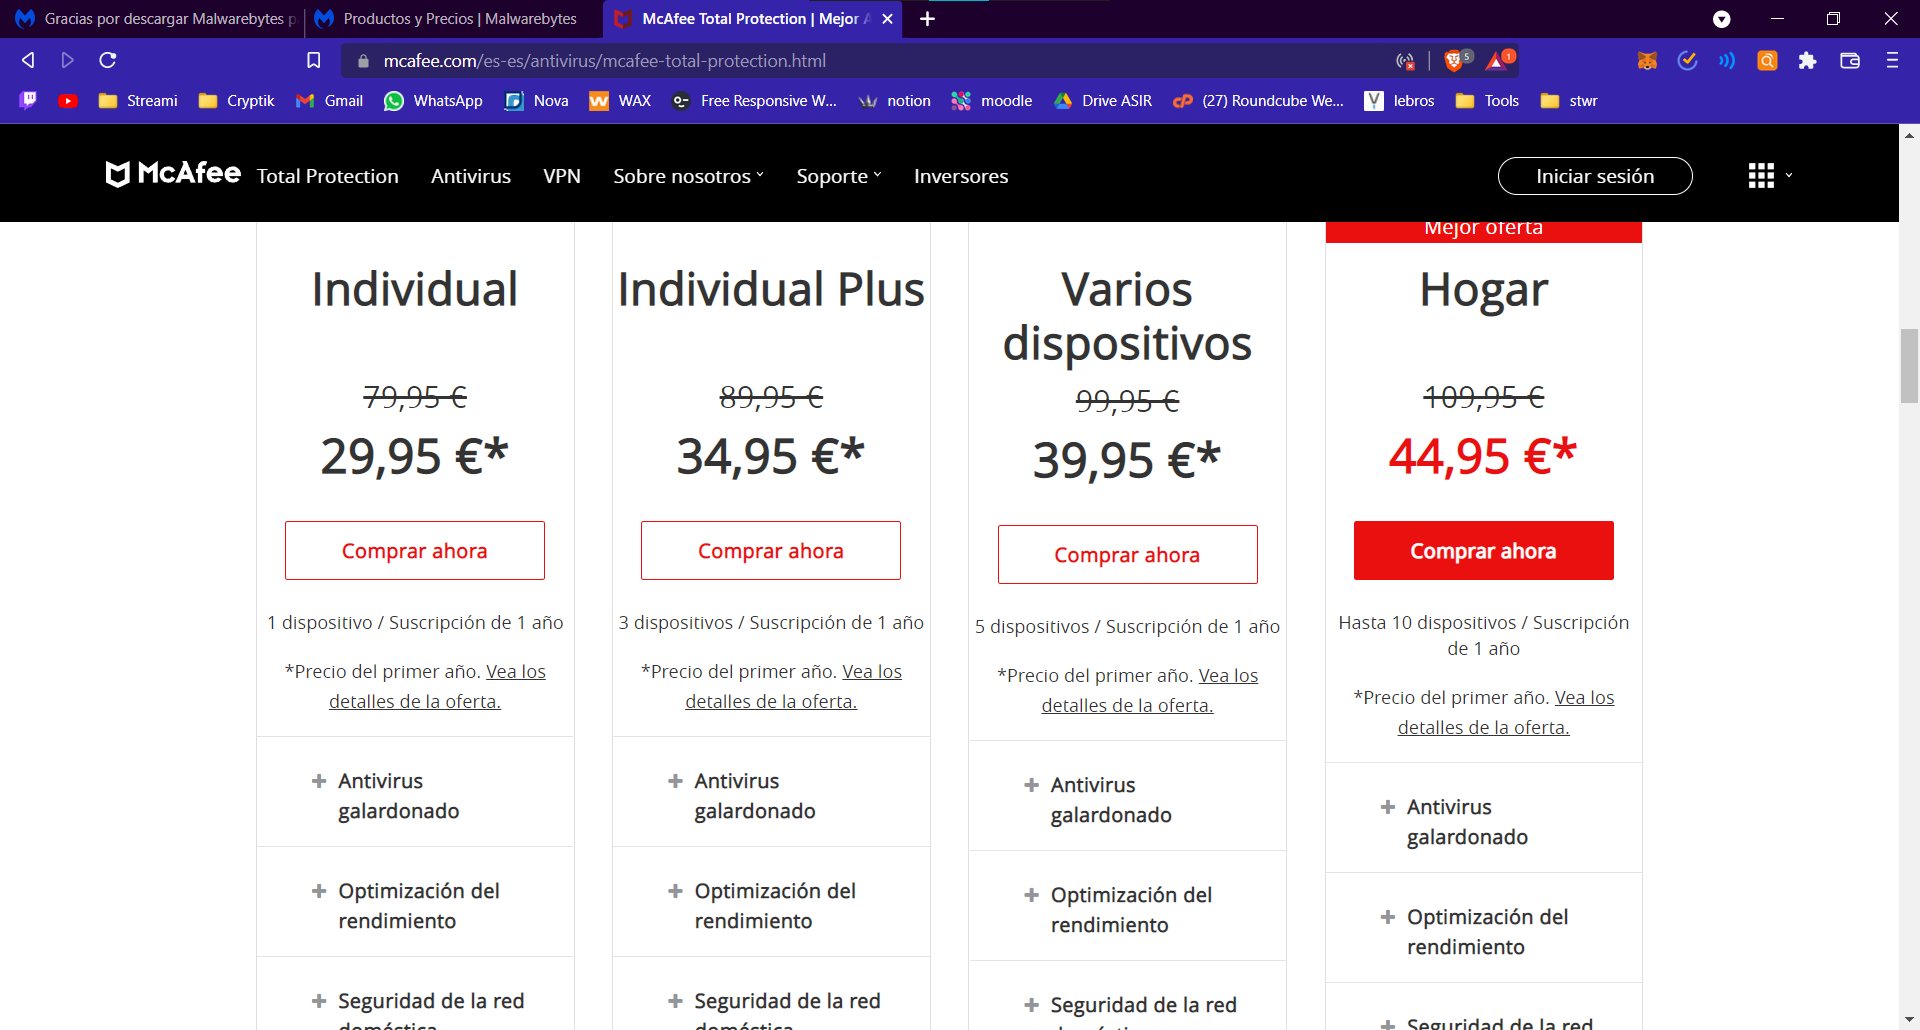 Gracias por descargar Malwarebytes p
Productos y Precios | Malwarebytes
McAfee Total Protection | Mejor A
mcafee.com/es-es/antivirus/mcafee-total-protection.html
5
1
Streami
Cryptik
Gmail
WhatsApp
Nova
WAX
Free Responsive W...
notion
moodle
Drive ASIR
(27) Roundcube We...
lebros
Tools
stwr
McAfee
Total Protection
Antivirus
VPN
Sobre nosotros
Soporte
Inversores
Iniciar sesión
Individual
79,95 €
29,95 €*
Comprar ahora
1 dispositivo / Suscripción de 1 año
*Precio del primer año. Vea los
detalles de la oferta.
+ Antivirus
galardonado
+ Optimización del
rendimiento
+ Seguridad de la red
doméstica
Individual Plus
89,95 €
34,95 €*
Comprar ahora
3 dispositivos / Suscripción de 1 año
*Precio del primer año. Vea los
detalles de la oferta.
+ Antivirus
galardonado
+ Optimización del
rendimiento
+ Seguridad de la red
doméstica
Varios
dispositivos
99,95 €
39,95 €*
Comprar ahora
5 dispositivos / Suscripción de 1 año
*Precio del primer año. Vea los
detalles de la oferta.
+ Antivirus
galardonado
+ Optimización del
rendimiento
+ Seguridad de la red
Mejor oferta
Hogar
109,95 €
44,95 €*
Comprar ahora
Hasta 10 dispositivos / Suscripción
de 1 año
*Precio del primer año. Vea los
detalles de la oferta.
+ Antivirus
galardonado
+ Optimización del
rendimiento
+ Seguridad de la red